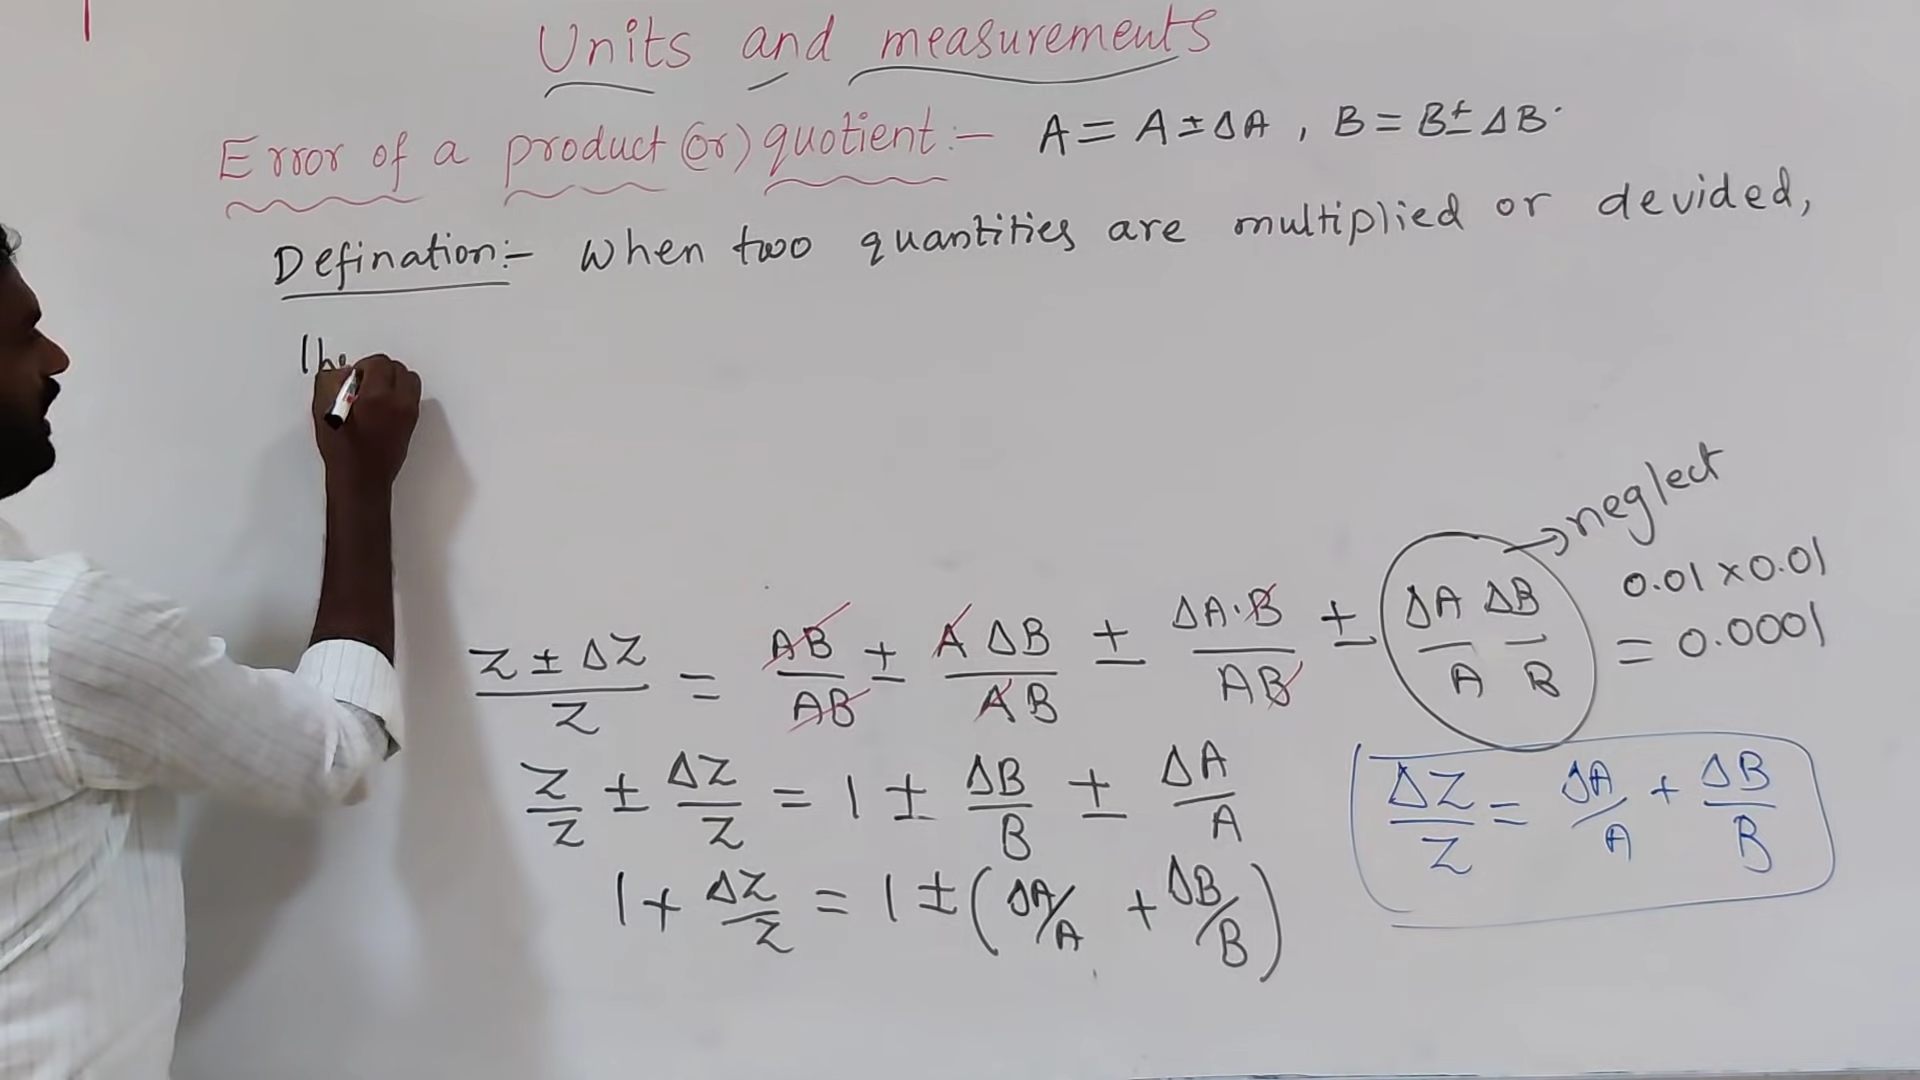 Units and measurements
Error of a product (or) quotient :- A = A ± ΔA , B = B ± ΔB.
Defination:- When two quantities are multiplied or devided,
the
neglect
Z ± ΔZ / Z = AB / AB ± A ΔB / AB ± ΔA·B / AB ± ΔA / A ΔB / B
0.01 × 0.01
= 0.0001
Z / Z ± ΔZ / Z = 1 ± ΔB / B ± ΔA / A
ΔZ / Z = ΔA / A + ΔB / B
1 + ΔZ / Z = 1 ± (ΔA / A + ΔB / B)